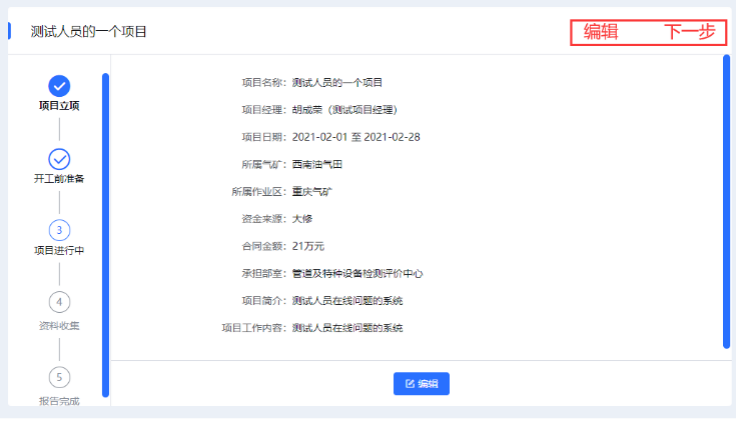 测试人员的一个项目
编辑 下一步
项目立项
开工前准备
3
项目进行中
4
资料收集
5
报告完成
项目名称: 测试人员的一个项目
项目经理: 胡成荣（测试项目经理）
项目日期: 2021-02-01 至 2021-02-28
所属气矿: 西南油气田
所属作业区: 重庆气矿
资金来源: 大修
合同金额: 21万元
承担部室: 管道及特种设备检测评价中心
项目简介: 测试人员在线问题的系统
项目工作内容: 测试人员在线问题的系统
编辑